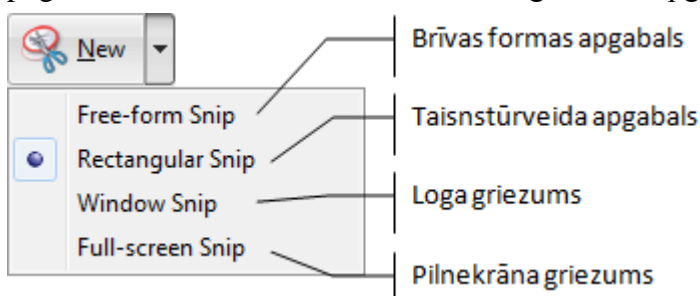 New
Brīvas formas apgabals
Free-form Snip
Taisnstūrveida apgabals
Rectangular Snip
Window Snip
Loga griezums
Full-screen Snip
Pilnekrāna griezums